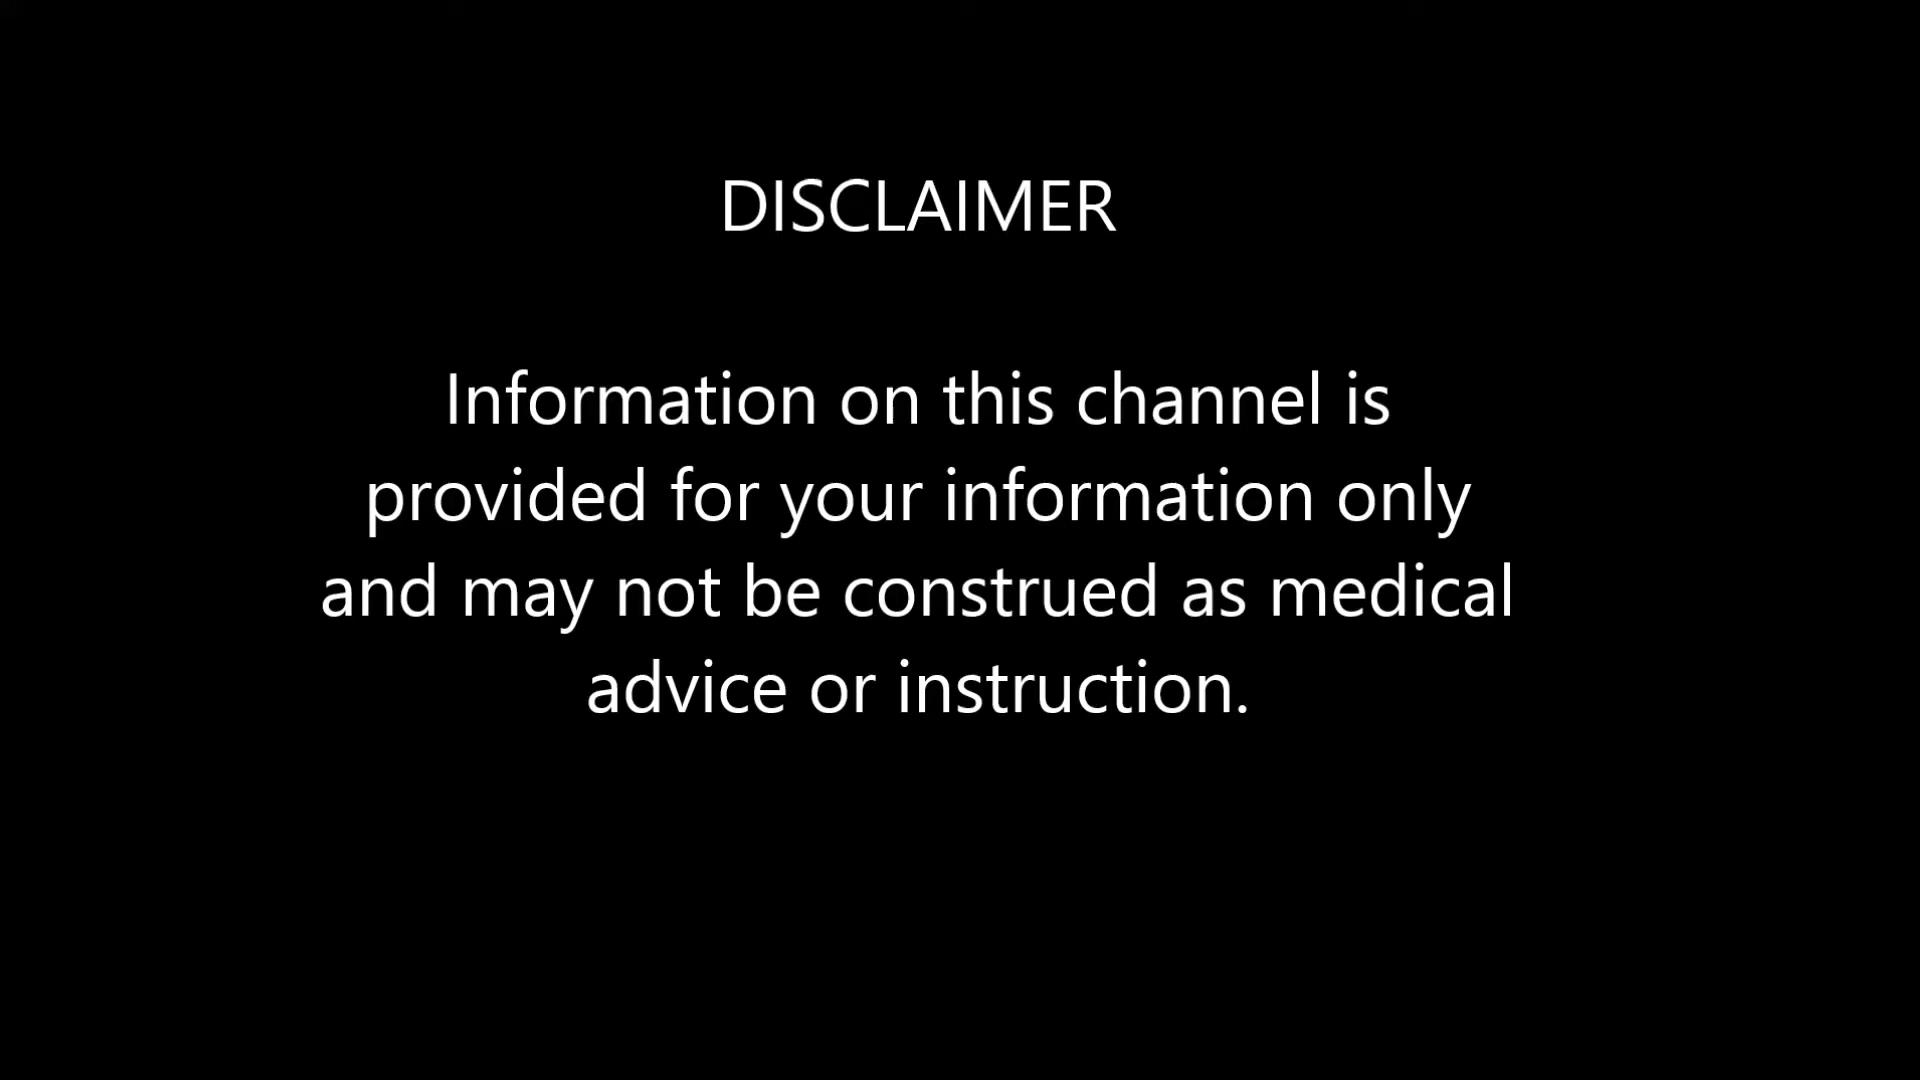 DISCLAIMER
Information on this channel is
provided for your information only
and may not be construed as medical
advice or instruction.